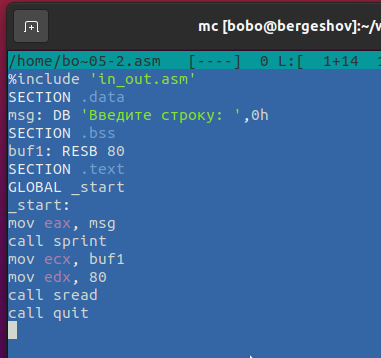 mc [bobo@bergeshov]:~/w
/home/bo~05-2.asm [----] 0 L:[ 1+14
%include 'in_out.asm'
SECTION .data
msg: DB 'Введите строку: ',0h
SECTION .bss
buf1: RESB 80
SECTION .text
GLOBAL _start
_start:
mov eax, msg
call sprint
mov ecx, buf1
mov edx, 80
call sread
call quit